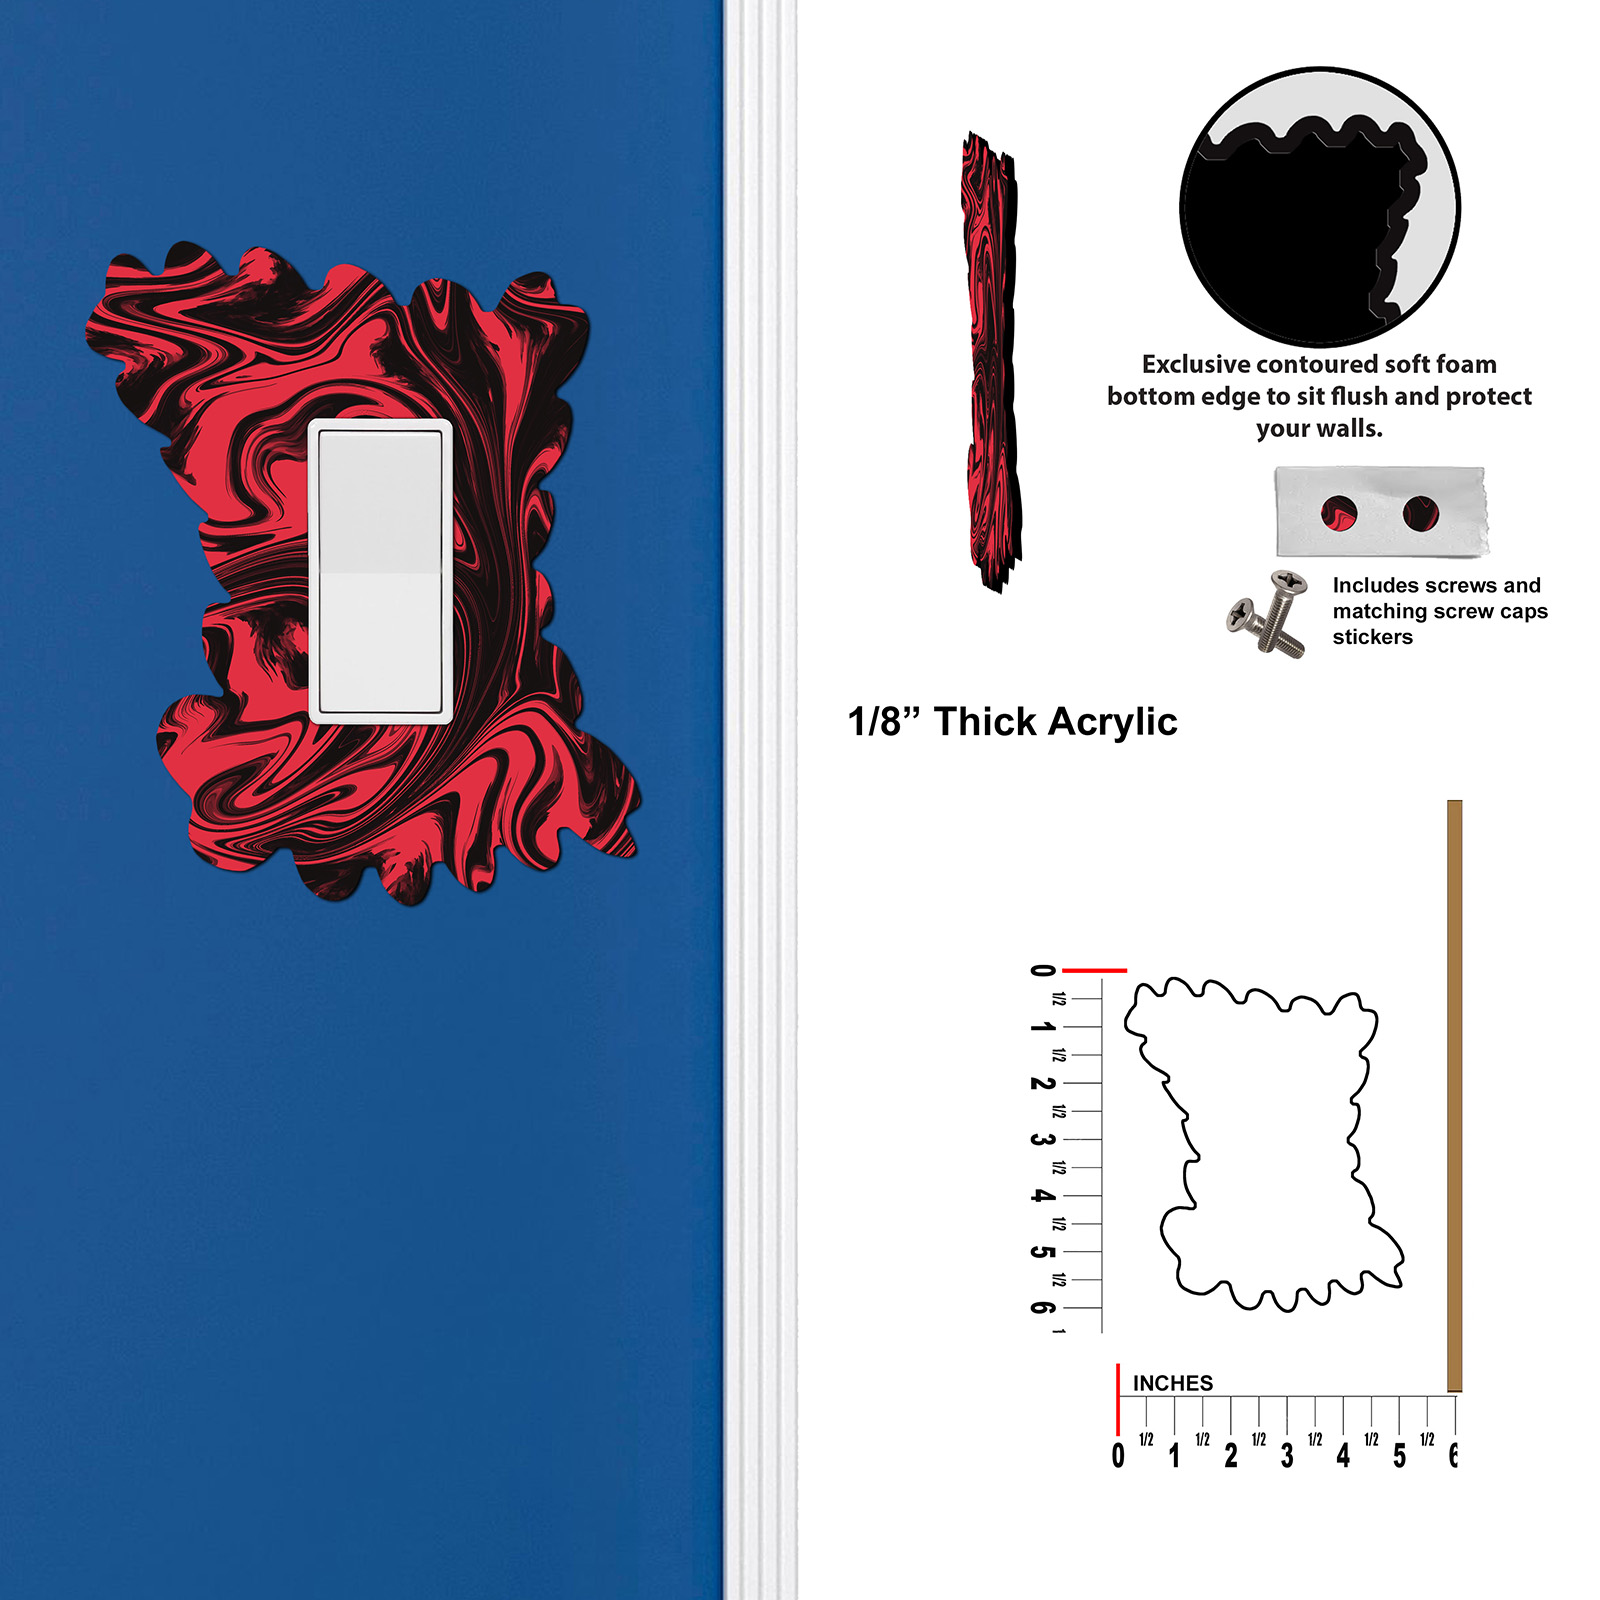 Exclusive contoured soft foam
bottom edge to sit flush and protect
your walls.
Includes screws and
matching screw caps
stickers
1/8” Thick Acrylic
0
1/2
1
1/2
2
1/2
3
1/2
4
1/2
5
1/2
6
1
INCHES
0 1/2 1 1/2 2 1/2 3 1/2 4 1/2 5 1/2 6